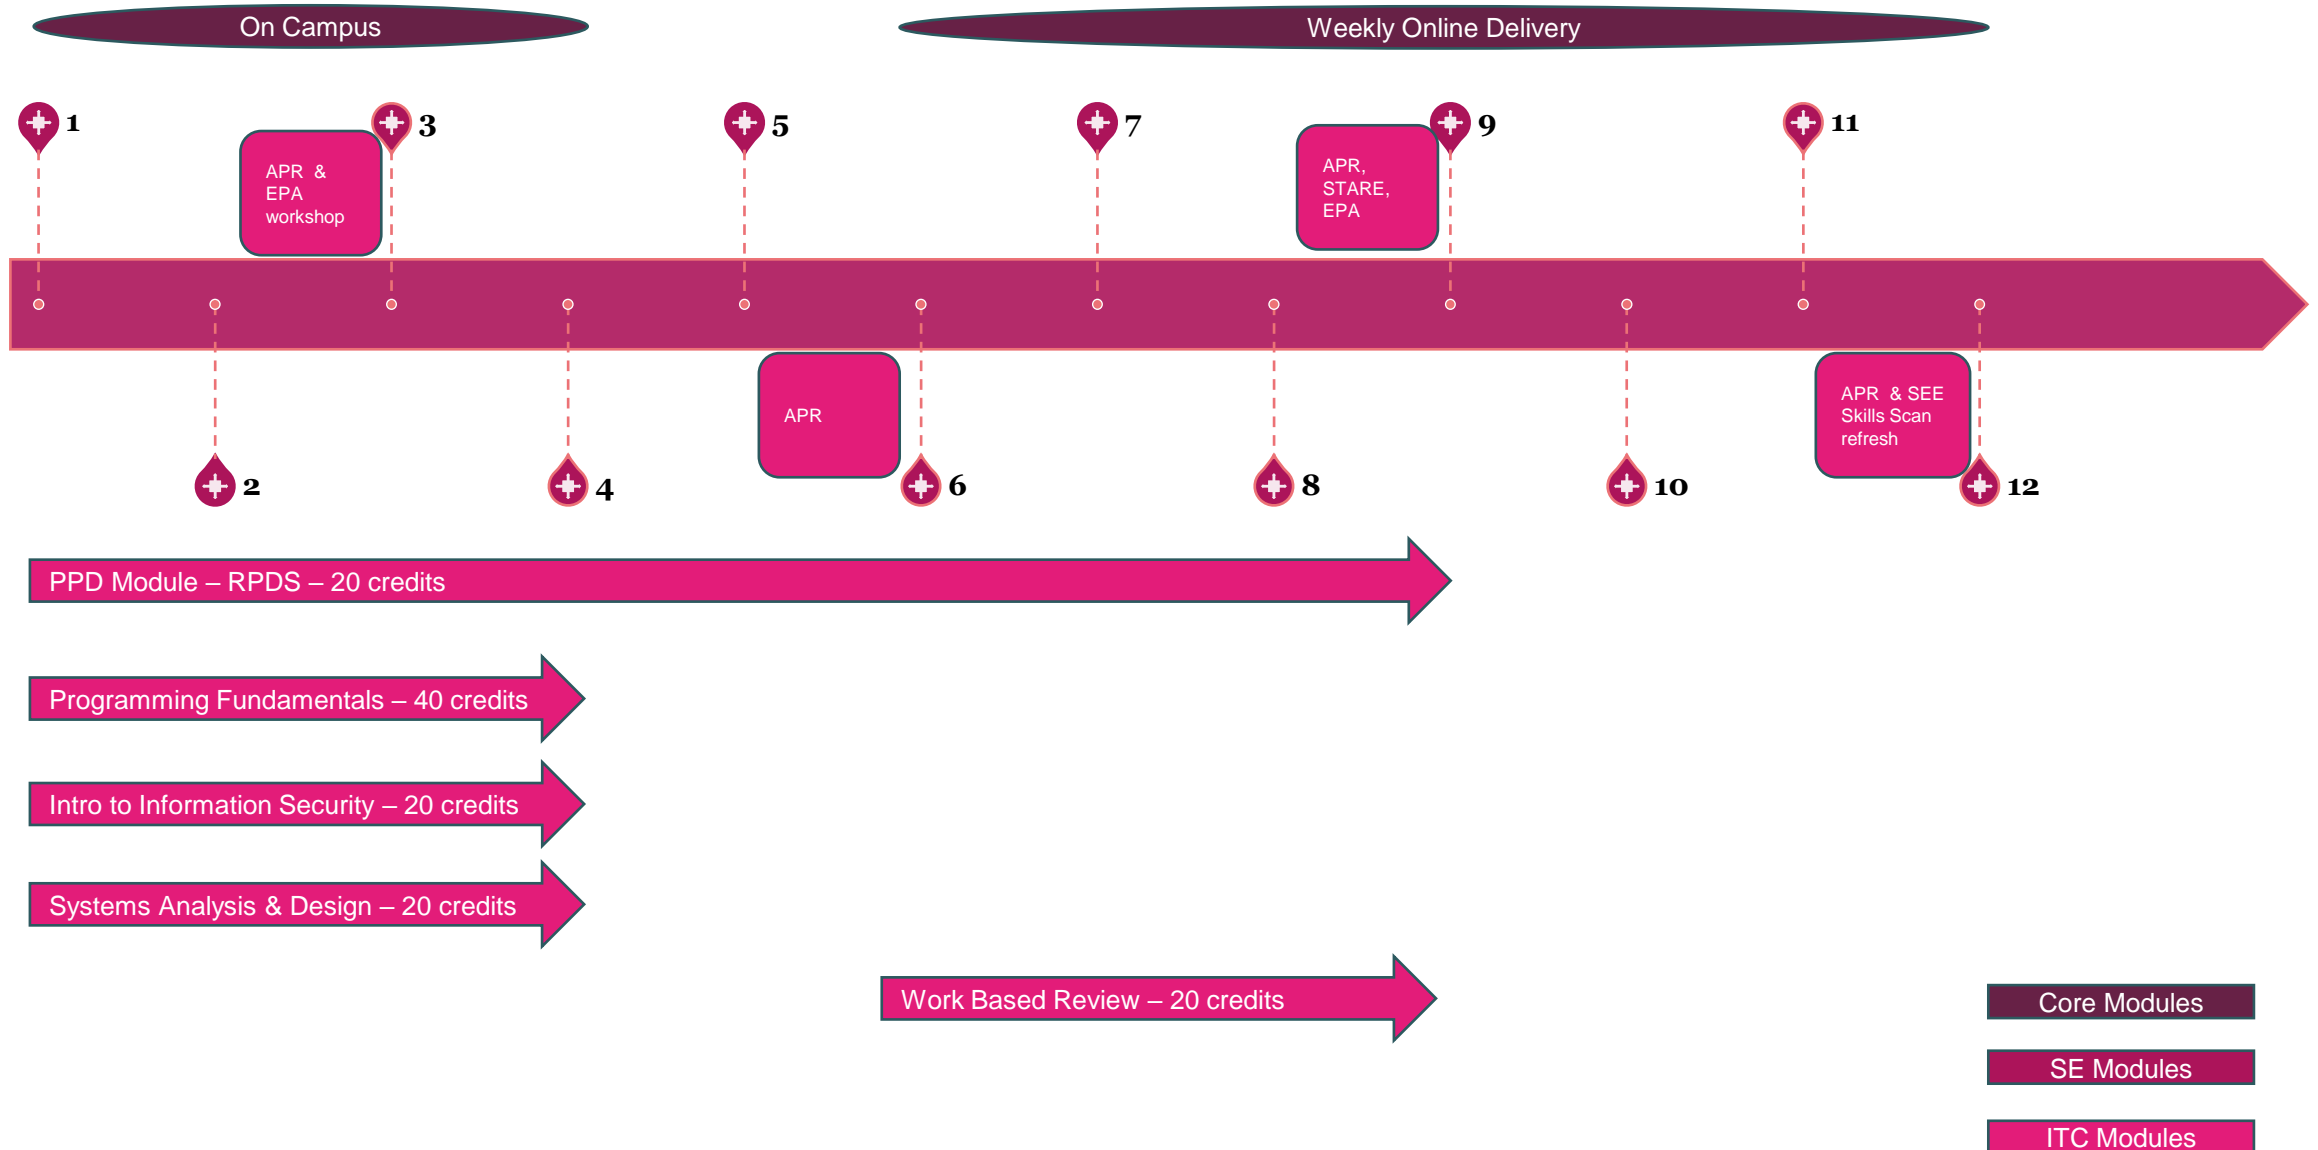 On Campus
Weekly Online Delivery
1
3
5
7
9
11
APR & EPA
workshop
APR,
STARE,
EPA
APR
APR & SEE
Skills Scan
refresh
2
4
6
8
10
12
PPD Module – RPDS – 20 credits
Programming Fundamentals – 40 credits
Intro to Information Security – 20 credits
Systems Analysis & Design – 20 credits
Work Based Review – 20 credits
Core Modules
SE Modules
ITC Modules